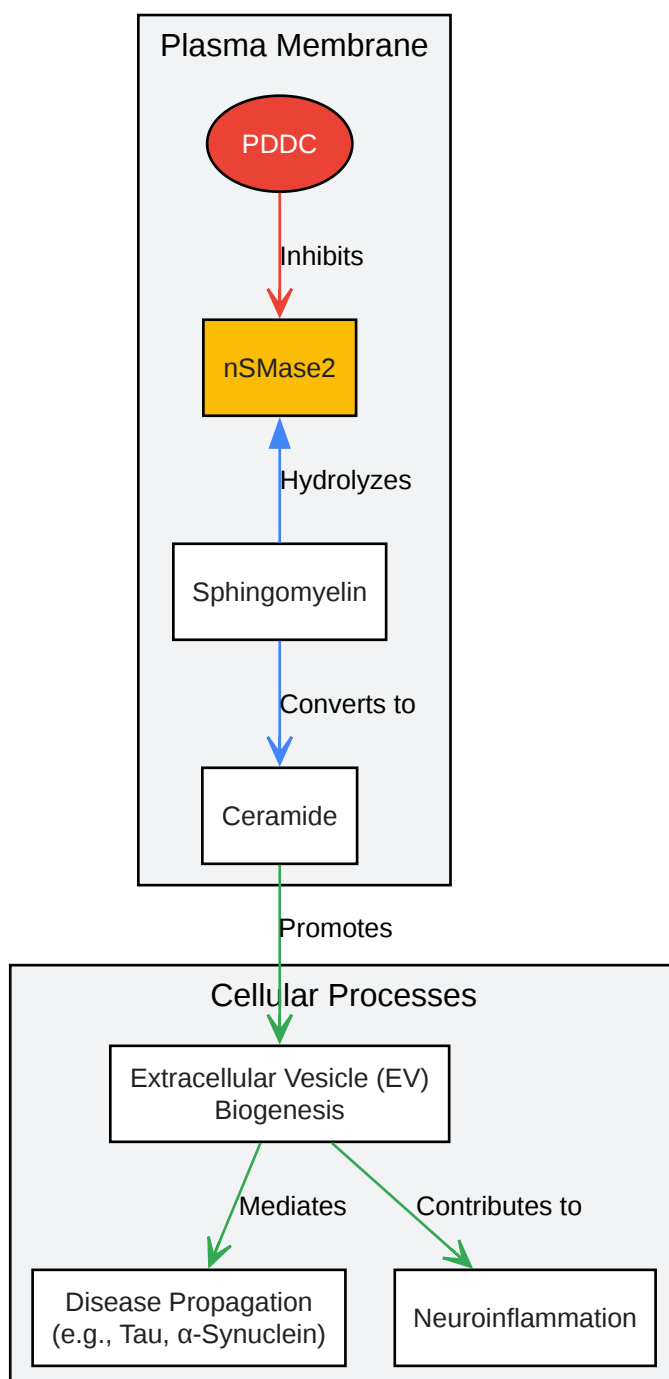 Plasma Membrane
PDDC
Inhibits
nSMase2
Hydrolyzes
Sphingomyelin
Converts to
Ceramide
Promotes
Cellular Processes
Extracellular Vesicle (EV)
Biogenesis
Mediates
Contributes to
Disease Propagation
(e.g., Tau, α-Synuclein)
Neuroinflammation